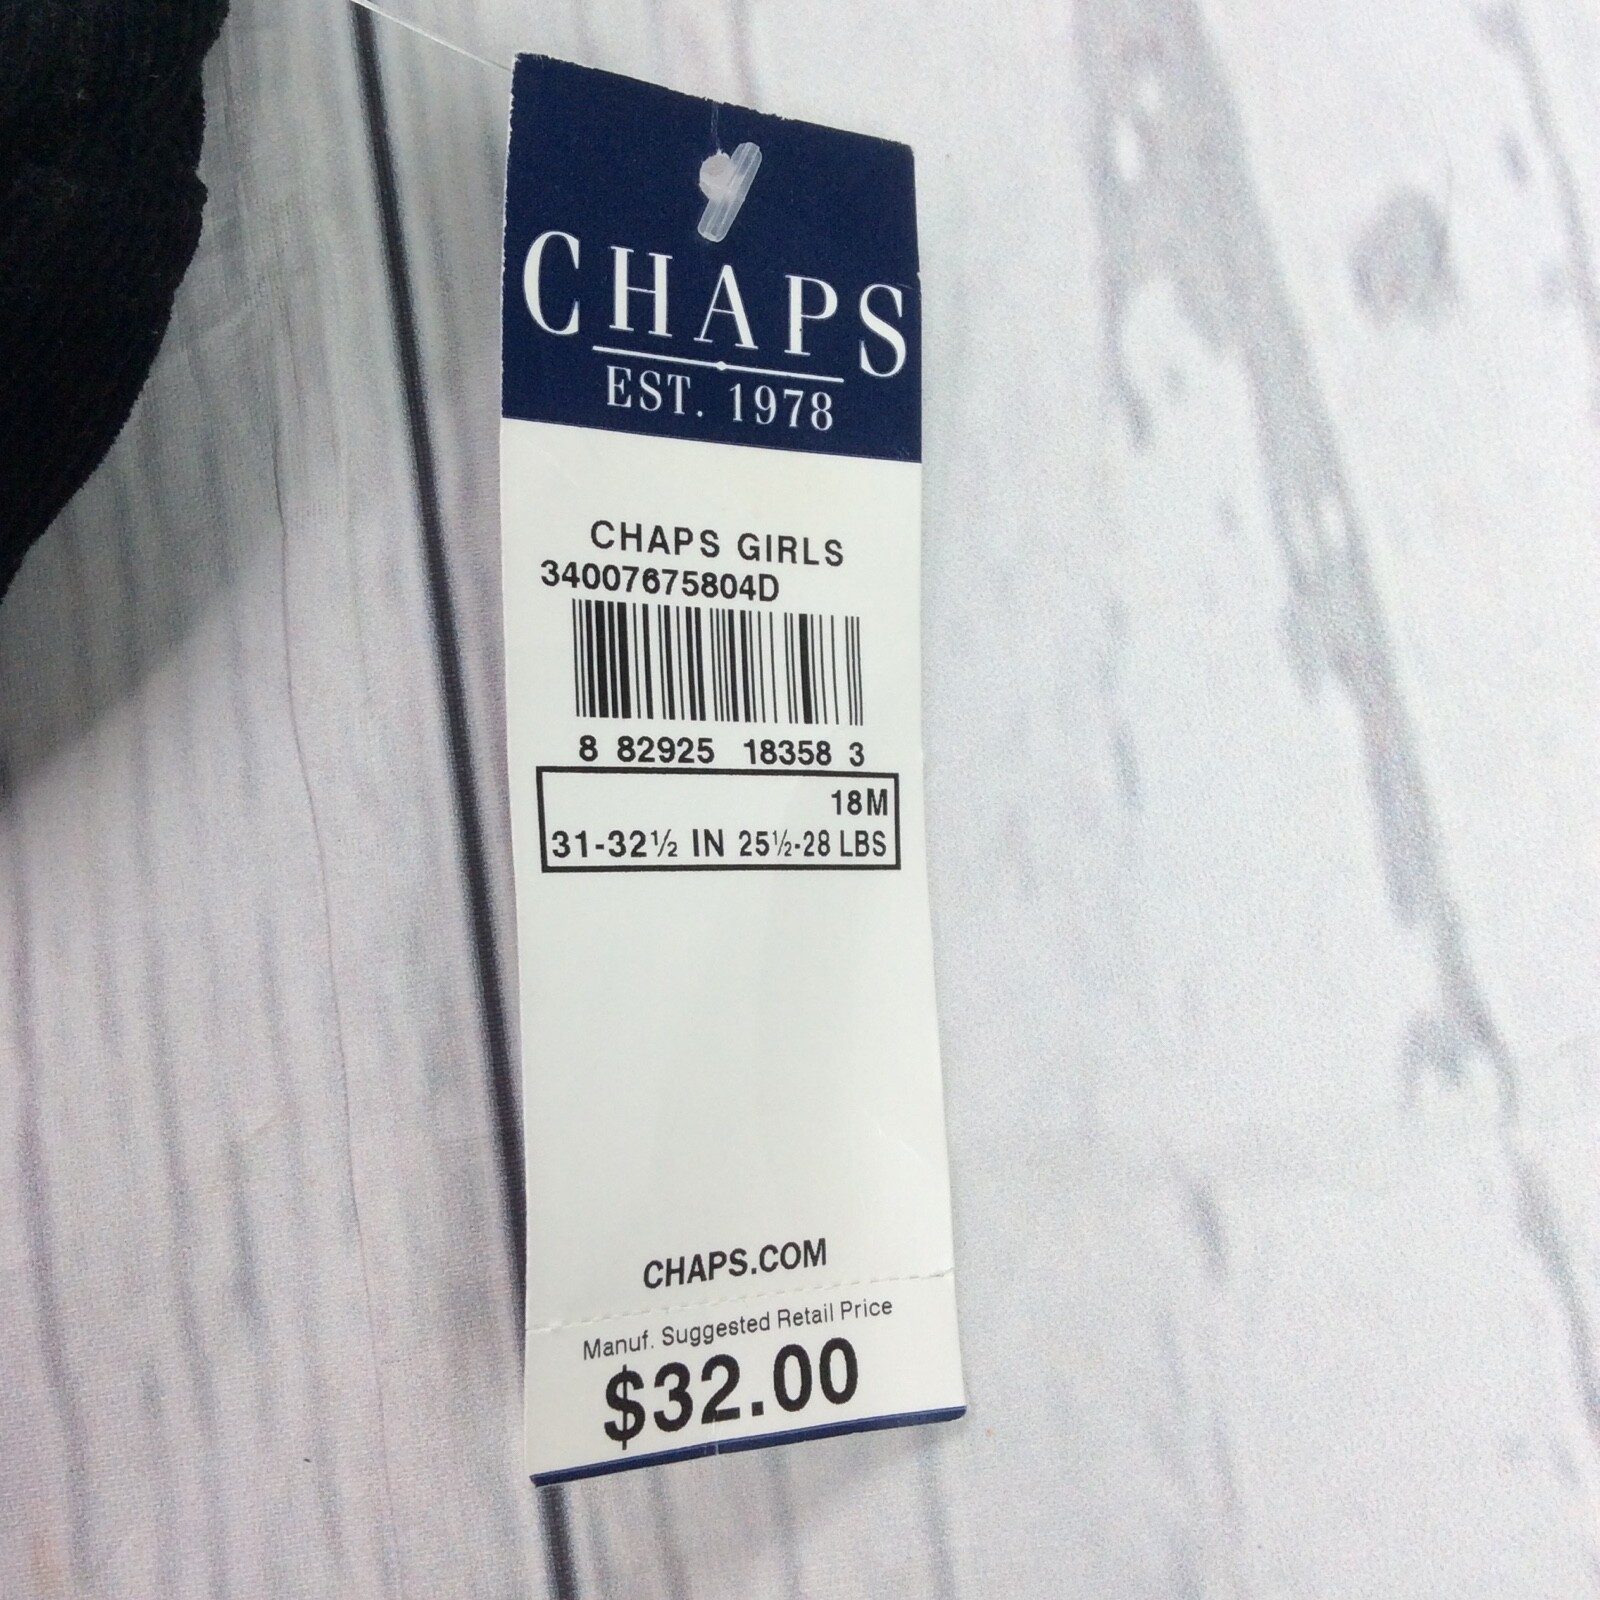 CHAPS
EST. 1978
CHAPS GIRLS
34007675804D
8 82925 18358 3
18M
31-32½ IN 25½-28 LBS
CHAPS.COM
Manuf. Suggested Retail Price
$32.00